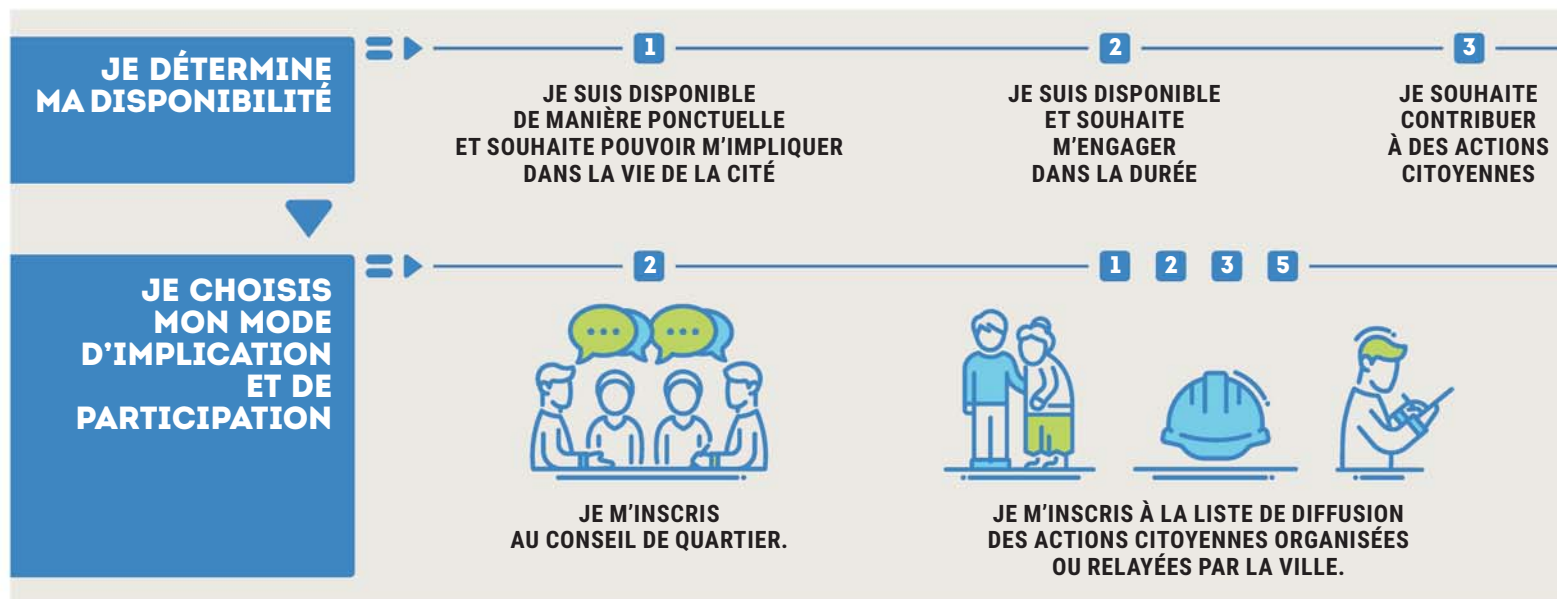 JE DÉTERMINE
MA DISPONIBILITÉ
1
JE SUIS DISPONIBLE
DE MANIÈRE PONCTUELLE
ET SOUHAITE POUVOIR M'IMPLIQUER
DANS LA VIE DE LA CITÉ
2
JE SUIS DISPONIBLE
ET SOUHAITE
M'ENGAGER
DANS LA DURÉE
3
JE SOUHAITE
CONTRIBUER
À DES ACTIONS
CITOYENNES
JE CHOISIS
MON MODE
D'IMPLICATION
ET DE
PARTICIPATION
2
JE M'INSCRIS
AU CONSEIL DE QUARTIER.
1 2 3 5
JE M'INSCRIS À LA LISTE DE DIFFUSION
DES ACTIONS CITOYENNES ORGANISÉES
OU RELAYÉES PAR LA VILLE.